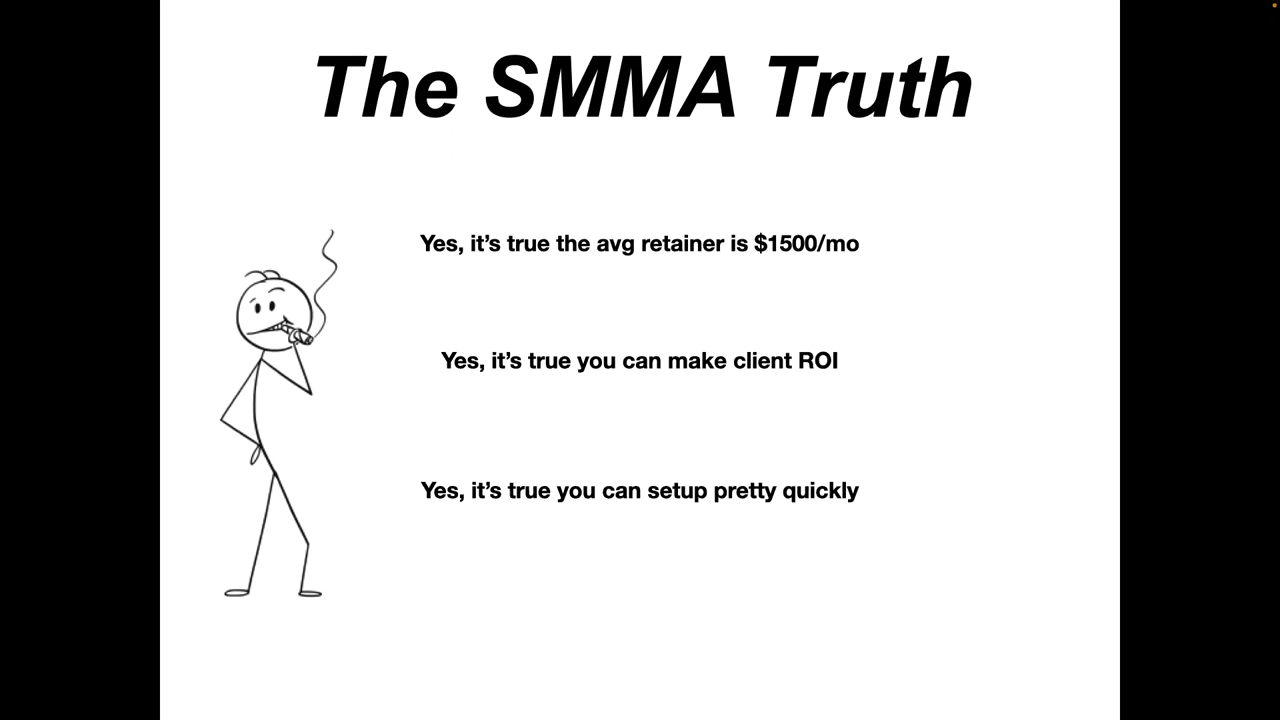 The SMMA Truth
Yes, it’s true the avg retainer is $1500/mo
Yes, it’s true you can make client ROI
Yes, it’s true you can setup pretty quickly